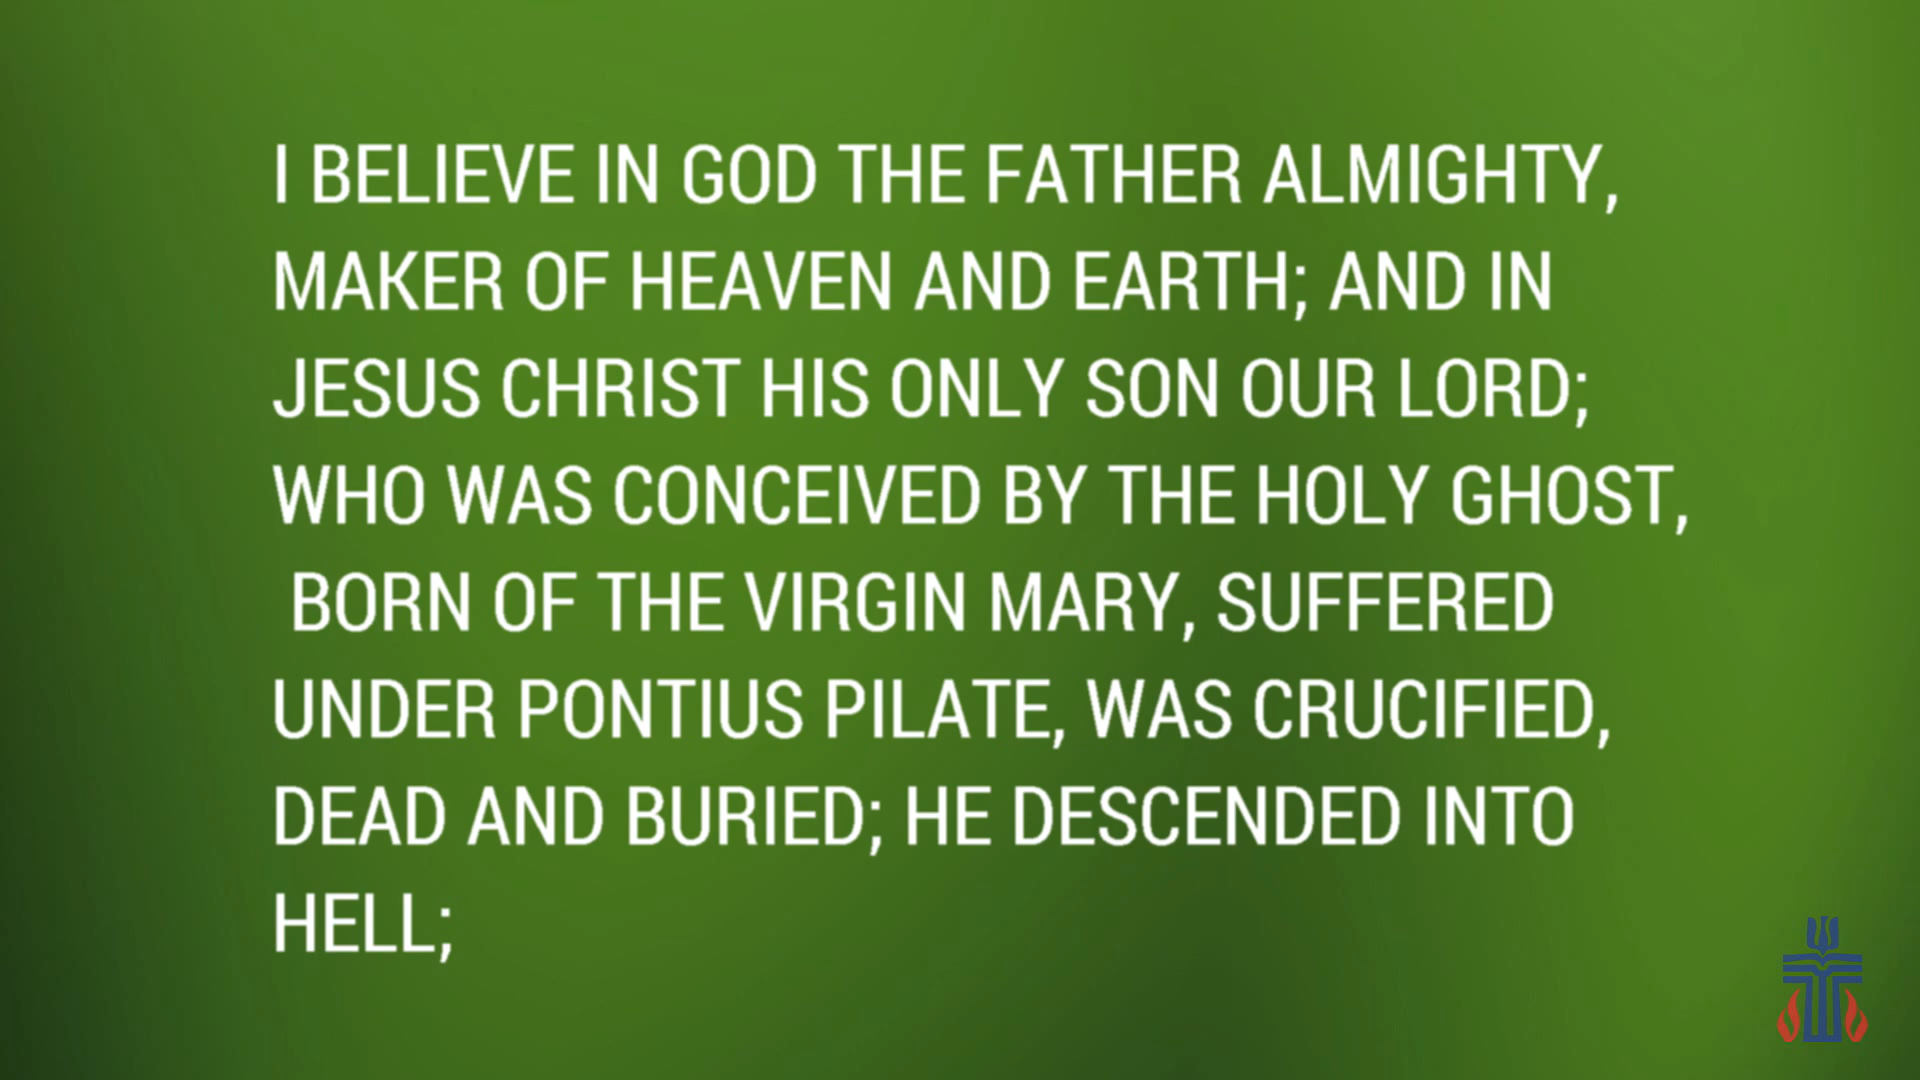 I BELIEVE IN GOD THE FATHER ALMIGHTY,
MAKER OF HEAVEN AND EARTH; AND IN
JESUS CHRIST HIS ONLY SON OUR LORD;
WHO WAS CONCEIVED BY THE HOLY GHOST,
BORN OF THE VIRGIN MARY, SUFFERED
UNDER PONTIUS PILATE, WAS CRUCIFIED,
DEAD AND BURIED; HE DESCENDED INTO
HELL;